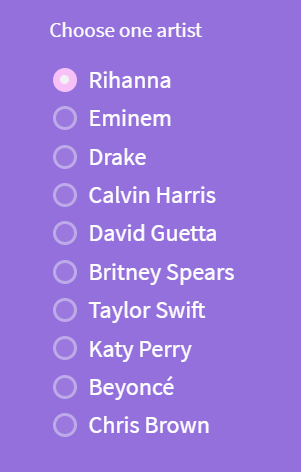 Choose one artist
Rihanna
Eminem
Drake
Calvin Harris
David Guetta
Britney Spears
Taylor Swift
Katy Perry
Beyoncé
Chris Brown